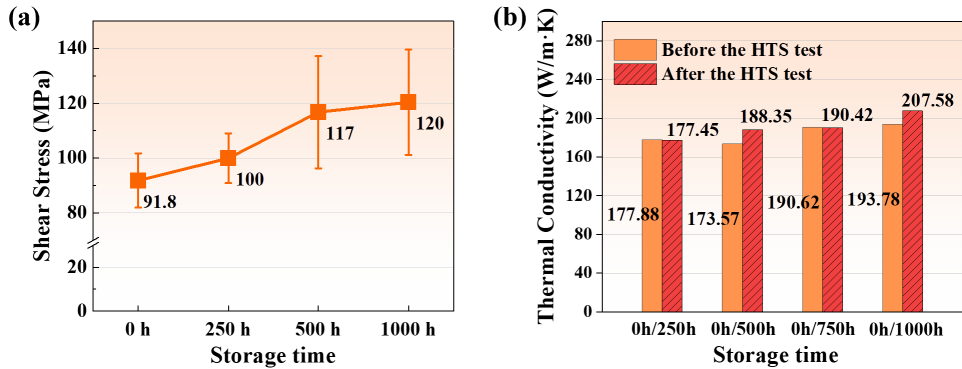 (a)
Shear Stress (MPa)
140
120
100
80
20
0
91.8
100
117
120
0 h
250 h
500 h
1000 h
Storage time
(b)
Thermal Conductivity (W/m·K)
280
240
200
160
120
80
40
0
Before the HTS test
After the HTS test
177.45
188.35
190.42
207.58
177.88
173.57
190.62
193.78
0h/250h
0h/500h
0h/750h
0h/1000h
Storage time